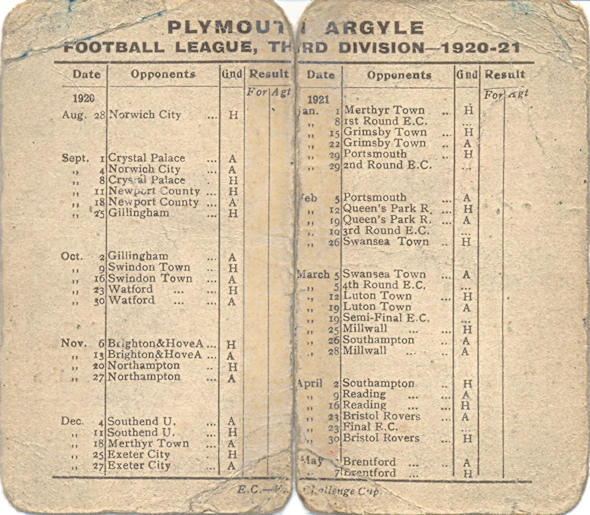 PLYMOUTH ARGYLE
FOOTBALL LEAGUE, THIRD DIVISION—1920-21
Date Opponents Gnd Result
For Agt
1920
Aug. 28 Norwich City ... H
Sept. 1 Crystal Palace ... A
„ 4 Norwich City ... A
„ 8 Crystal Palace ... H
„ 11 Newport County ... H
„ 18 Newport County ... A
„ 25 Gillingham ... H
Oct. 2 Gillingham ... A
„ 9 Swindon Town ... H
„ 16 Swindon Town ... A
„ 23 Watford ... ... H
„ 30 Watford ... ... A
Nov. 6 Brighton&HoveA ... H
„ 13 Brighton&HoveA ... A
„ 20 Northampton ... H
„ 27 Northampton ... A
Dec. 4 Southend U. ... A
„ 11 Southend U. ... H
„ 18 Merthyr Town ... A
„ 25 Exeter City ... H
„ 27 Exeter City ... A
Date Opponents Gnd Result
For Agt
1921
Jan. 1 Merthyr Town ... H
„ 8 1st Round E.C. ...
„ 15 Grimsby Town ... H
„ 22 Grimsby Town ... A
„ 29 Portsmouth ... H
„ 29 2nd Round E.C. ...
Feb 5 Portsmouth ... A
„ 12 Queen's Park R. ... H
„ 19 Queen's Park R. ... A
„ 19 3rd Round E.C. ...
„ 26 Swansea Town ... H
March 5 Swansea Town ... A
„ 5 4th Round E.C. ...
„ 12 Luton Town ... H
„ 19 Luton Town ... A
„ 19 Semi-Final E.C. ...
„ 25 Millwall ... ... H
„ 26 Southampton ... A
„ 28 Millwall ... ... A
April 2 Southampton ... H
„ 9 Reading ... ... A
„ 16 Reading ... ... H
„ 23 Bristol Rovers ... A
„ 23 Final E.C. ... ...
„ 30 Bristol Rovers ... H
May Brentford ... A
„ 7 Brentford ... H
E.C.— Challenge Cup.